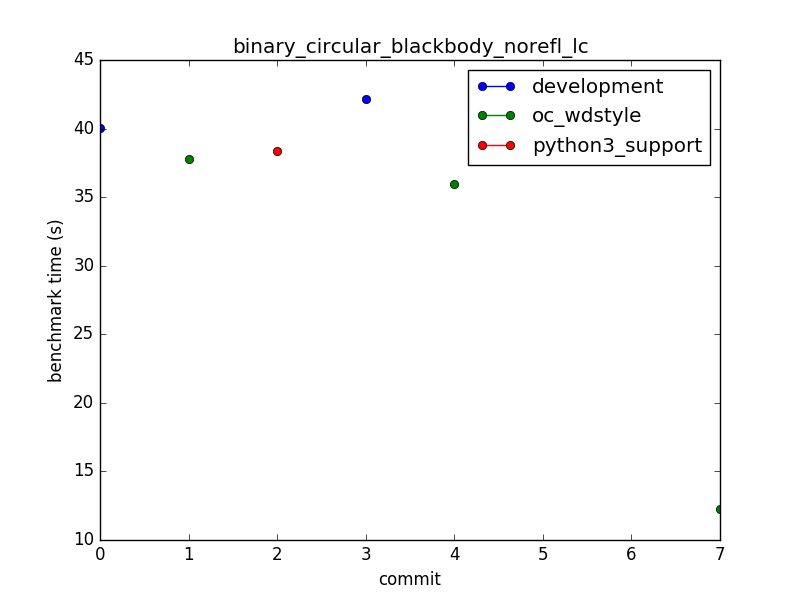 binary_circular_blackbody_norefl_lc
development
oc_wdstyle
python3_support
45
40
35
30
25
20
15
10
benchmark time (s)
0 1 2 3 4 5 6 7
commit